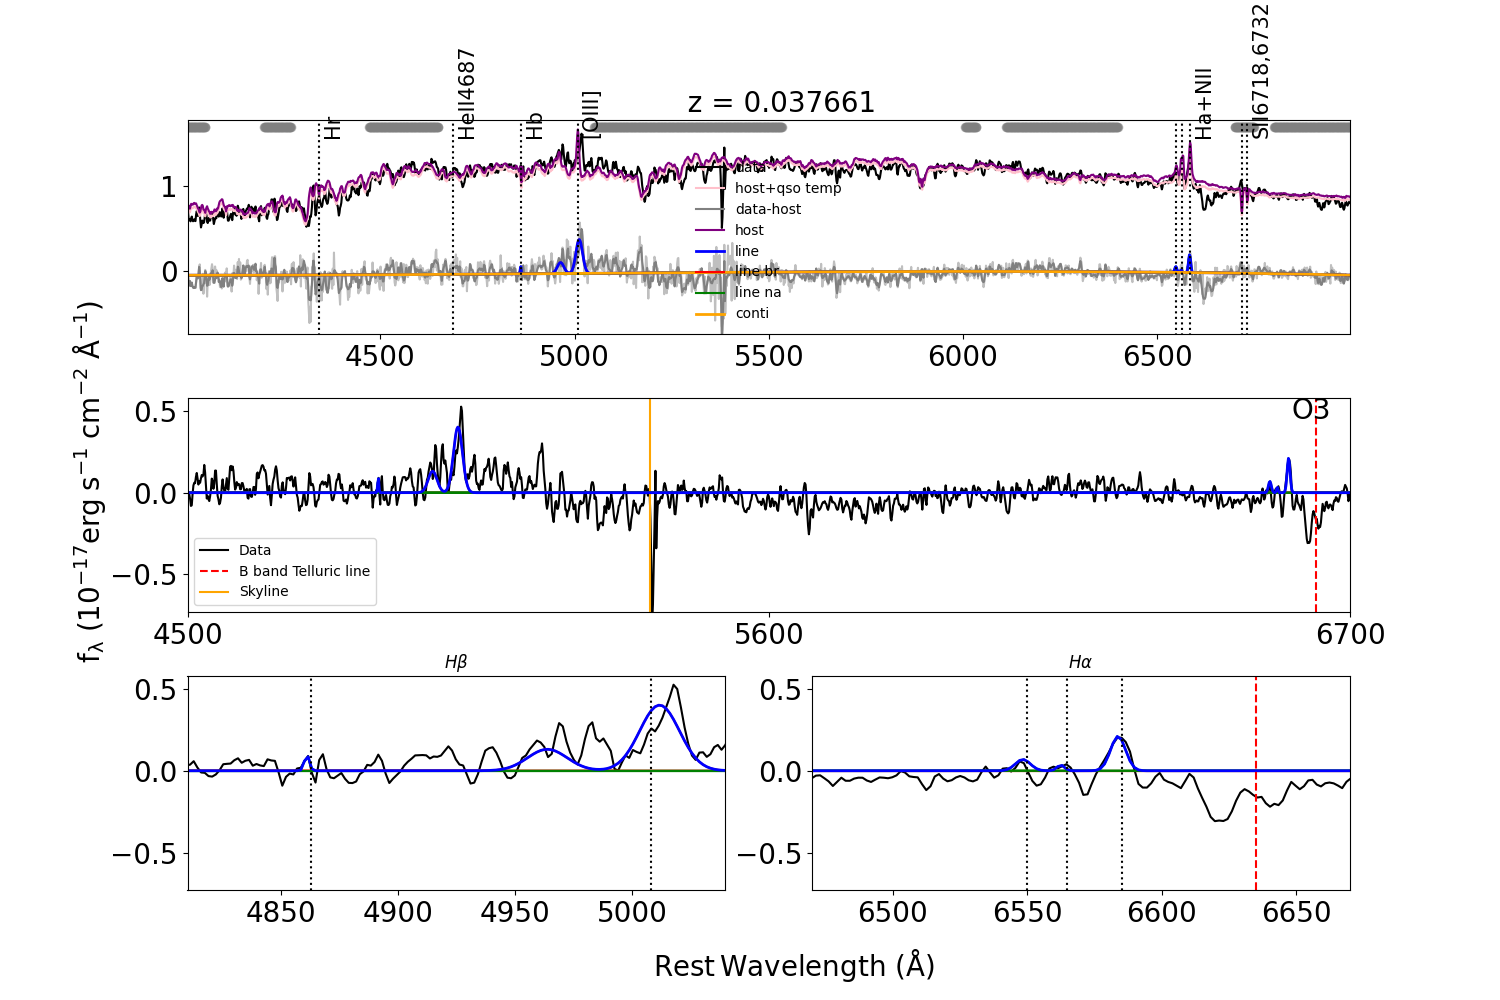 Hr
HeII4687
Hb
[OIII]
Ha+NII
SII6718,6732
z = 0.037661
1
0
data
host+qso temp
data-host
host
line
line br
line na
conti
4500
5000
5500
6000
6500
fλ (10−17erg s−1 cm−2 Å−1)
0.5
0.0
−0.5
O3
Data
B band Telluric line
Skyline
4500
5600
6700
Hβ
0.5
0.0
−0.5
4850
4900
4950
5000
Hα
0.5
0.0
−0.5
6500
6550
6600
6650
Rest Wavelength (Å)